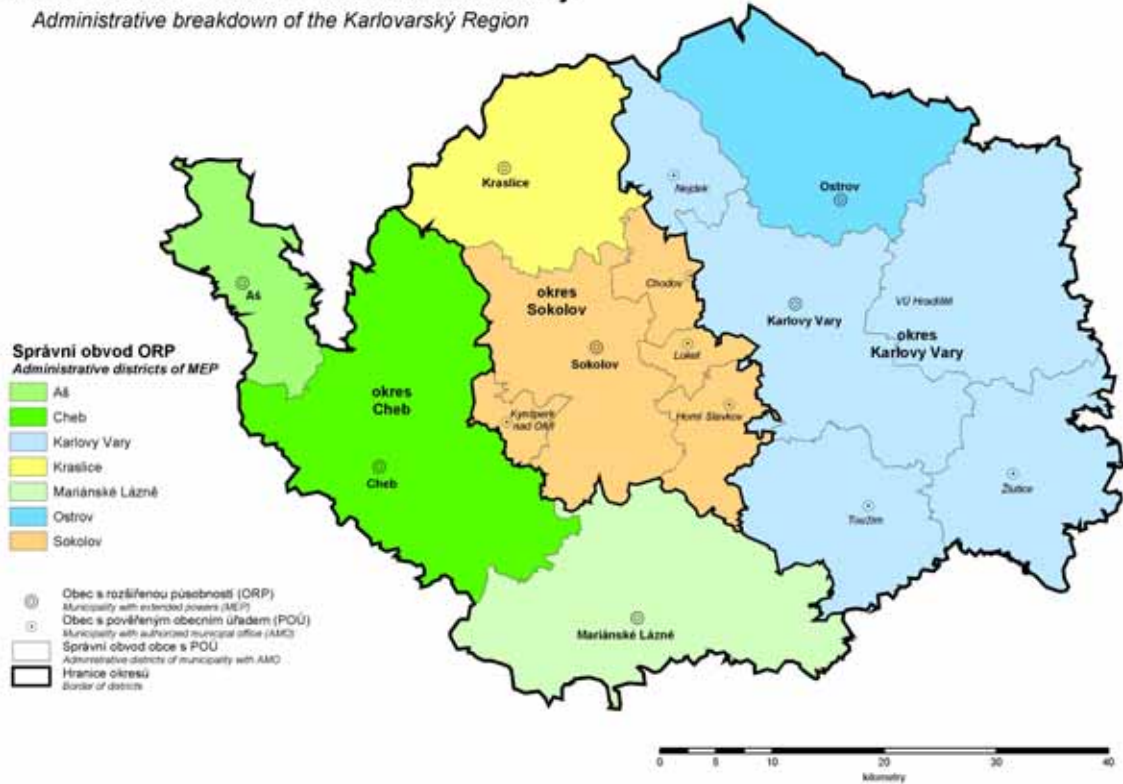 Administrative breakdown of the Karlovarský Region
Kraslice
Nejdek
Ostrov
Aš
okres
Sokolov
Chodov
VÚ Hradiště
Karlovy Vary
okres
Karlovy Vary
Sokolov
Loket
okres
Cheb
Kynšperk
nad Ohří
Horní Slavkov
Cheb
Žlutice
Toužim
Mariánské Lázně
Správní obvod ORP
Administrative districts of MEP
Aš
Cheb
Karlovy Vary
Kraslice
Mariánské Lázně
Ostrov
Sokolov
Obec s rozšířenou působností (ORP)
Municipality with extended powers (MEP)
Obec s pověřeným obecním úřadem (POÚ)
Municipality with authorized municipal office (AMO)
Správní obvod obce s POÚ
Administrative districts of municipality with AMO
Hranice okresů
Border of districts
0 5 10 20 30 40
kilometry